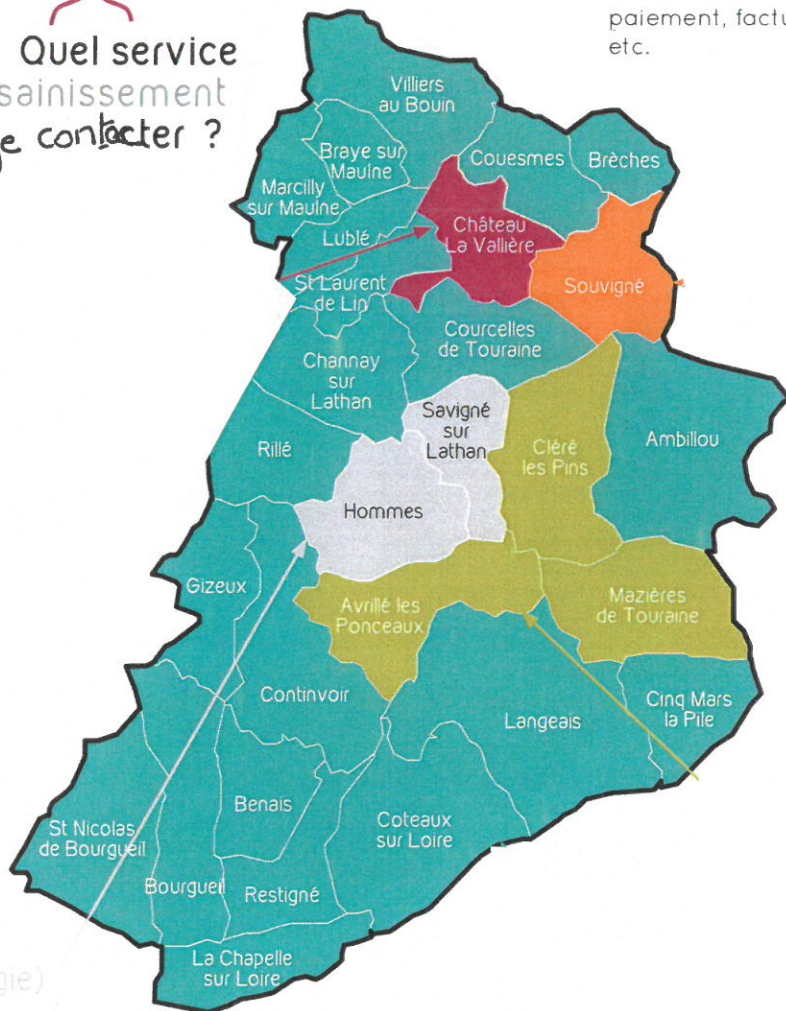 paiement, factu
etc.
Quel service
sainissement
je contacter ?
Villiers
au Bouin
Braye sur
Maulne
Couesmes
Brèches
Marcilly
sur Maulne
Lublé
Château
La Vallière
St Laurent
de Lin
Souvigné
Courcelles
de Touraine
Channay
sur
Lathan
Savigné
sur
Lathan
Cléré
les Pins
Ambillou
Rillé
Hommes
Gizeux
Avrillé les
Ponceaux
Mazières
de Touraine
Continvoir
Langeais
Cinq Mars
la Pile
Benais
Coteaux
sur Loire
St Nicolas
de Bourgueil
Bourgueil
Restigné
La Chapelle
sur Loire
gie)